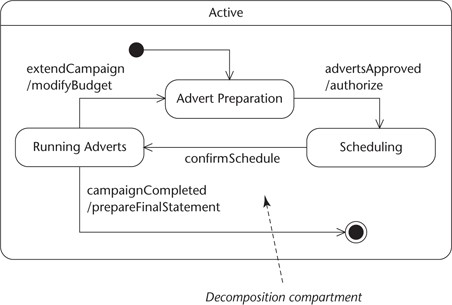 Active
extendCampaign
/modifyBudget
advertsApproved
/authorize
Advert Preparation
Running Adverts
Scheduling
confirmSchedule
campaignCompleted
/prepareFinalStatement
Decomposition compartment